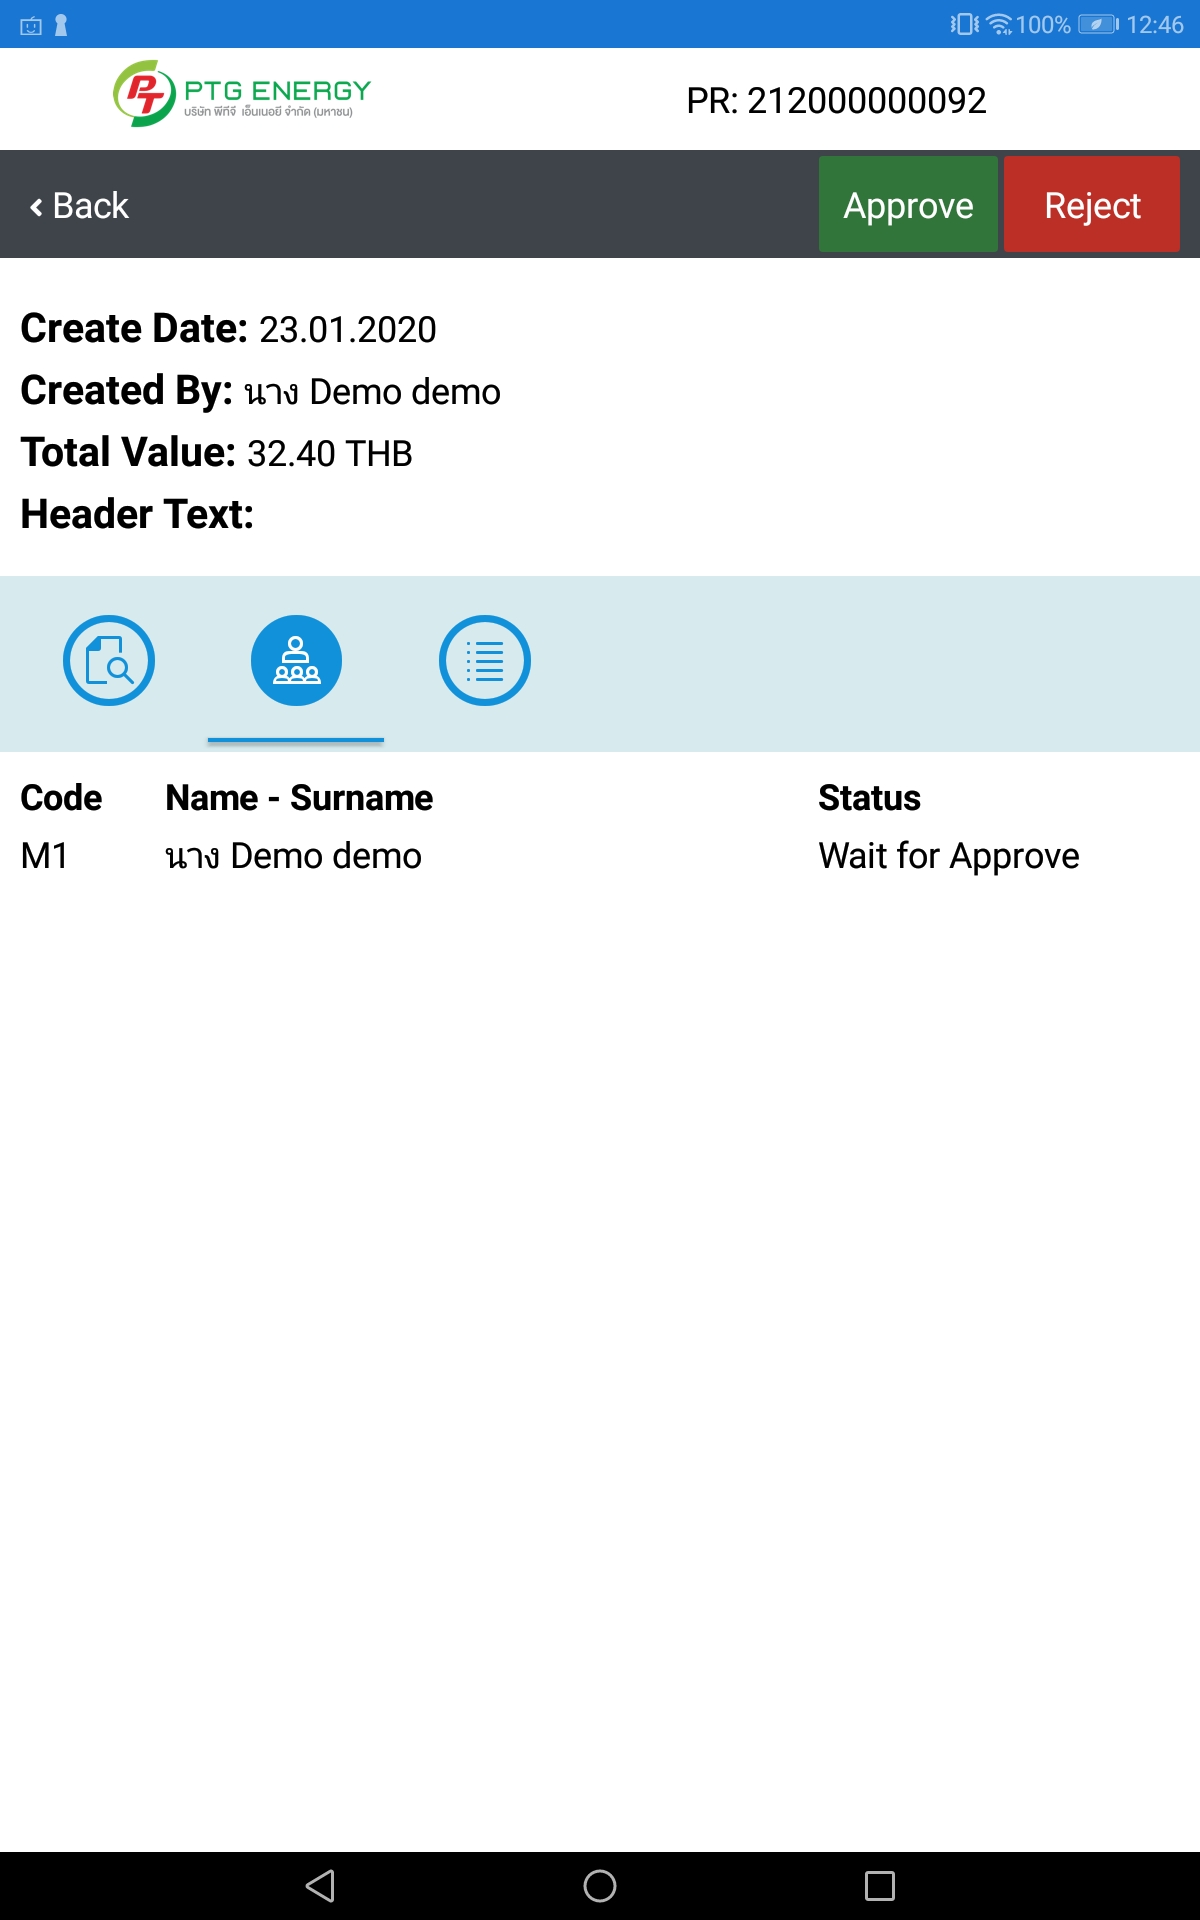 100% 12:46
PTG ENERGY
บริษัท พีทีจี เอ็นเนอยี จำกัด (มหาชน)
PR: 212000000092
Back
Approve
Reject
Create Date: 23.01.2020
Created By: นาง Demo demo
Total Value: 32.40 THB
Header Text:
Code Name - Surname Status
M1 นาง Demo demo Wait for Approve